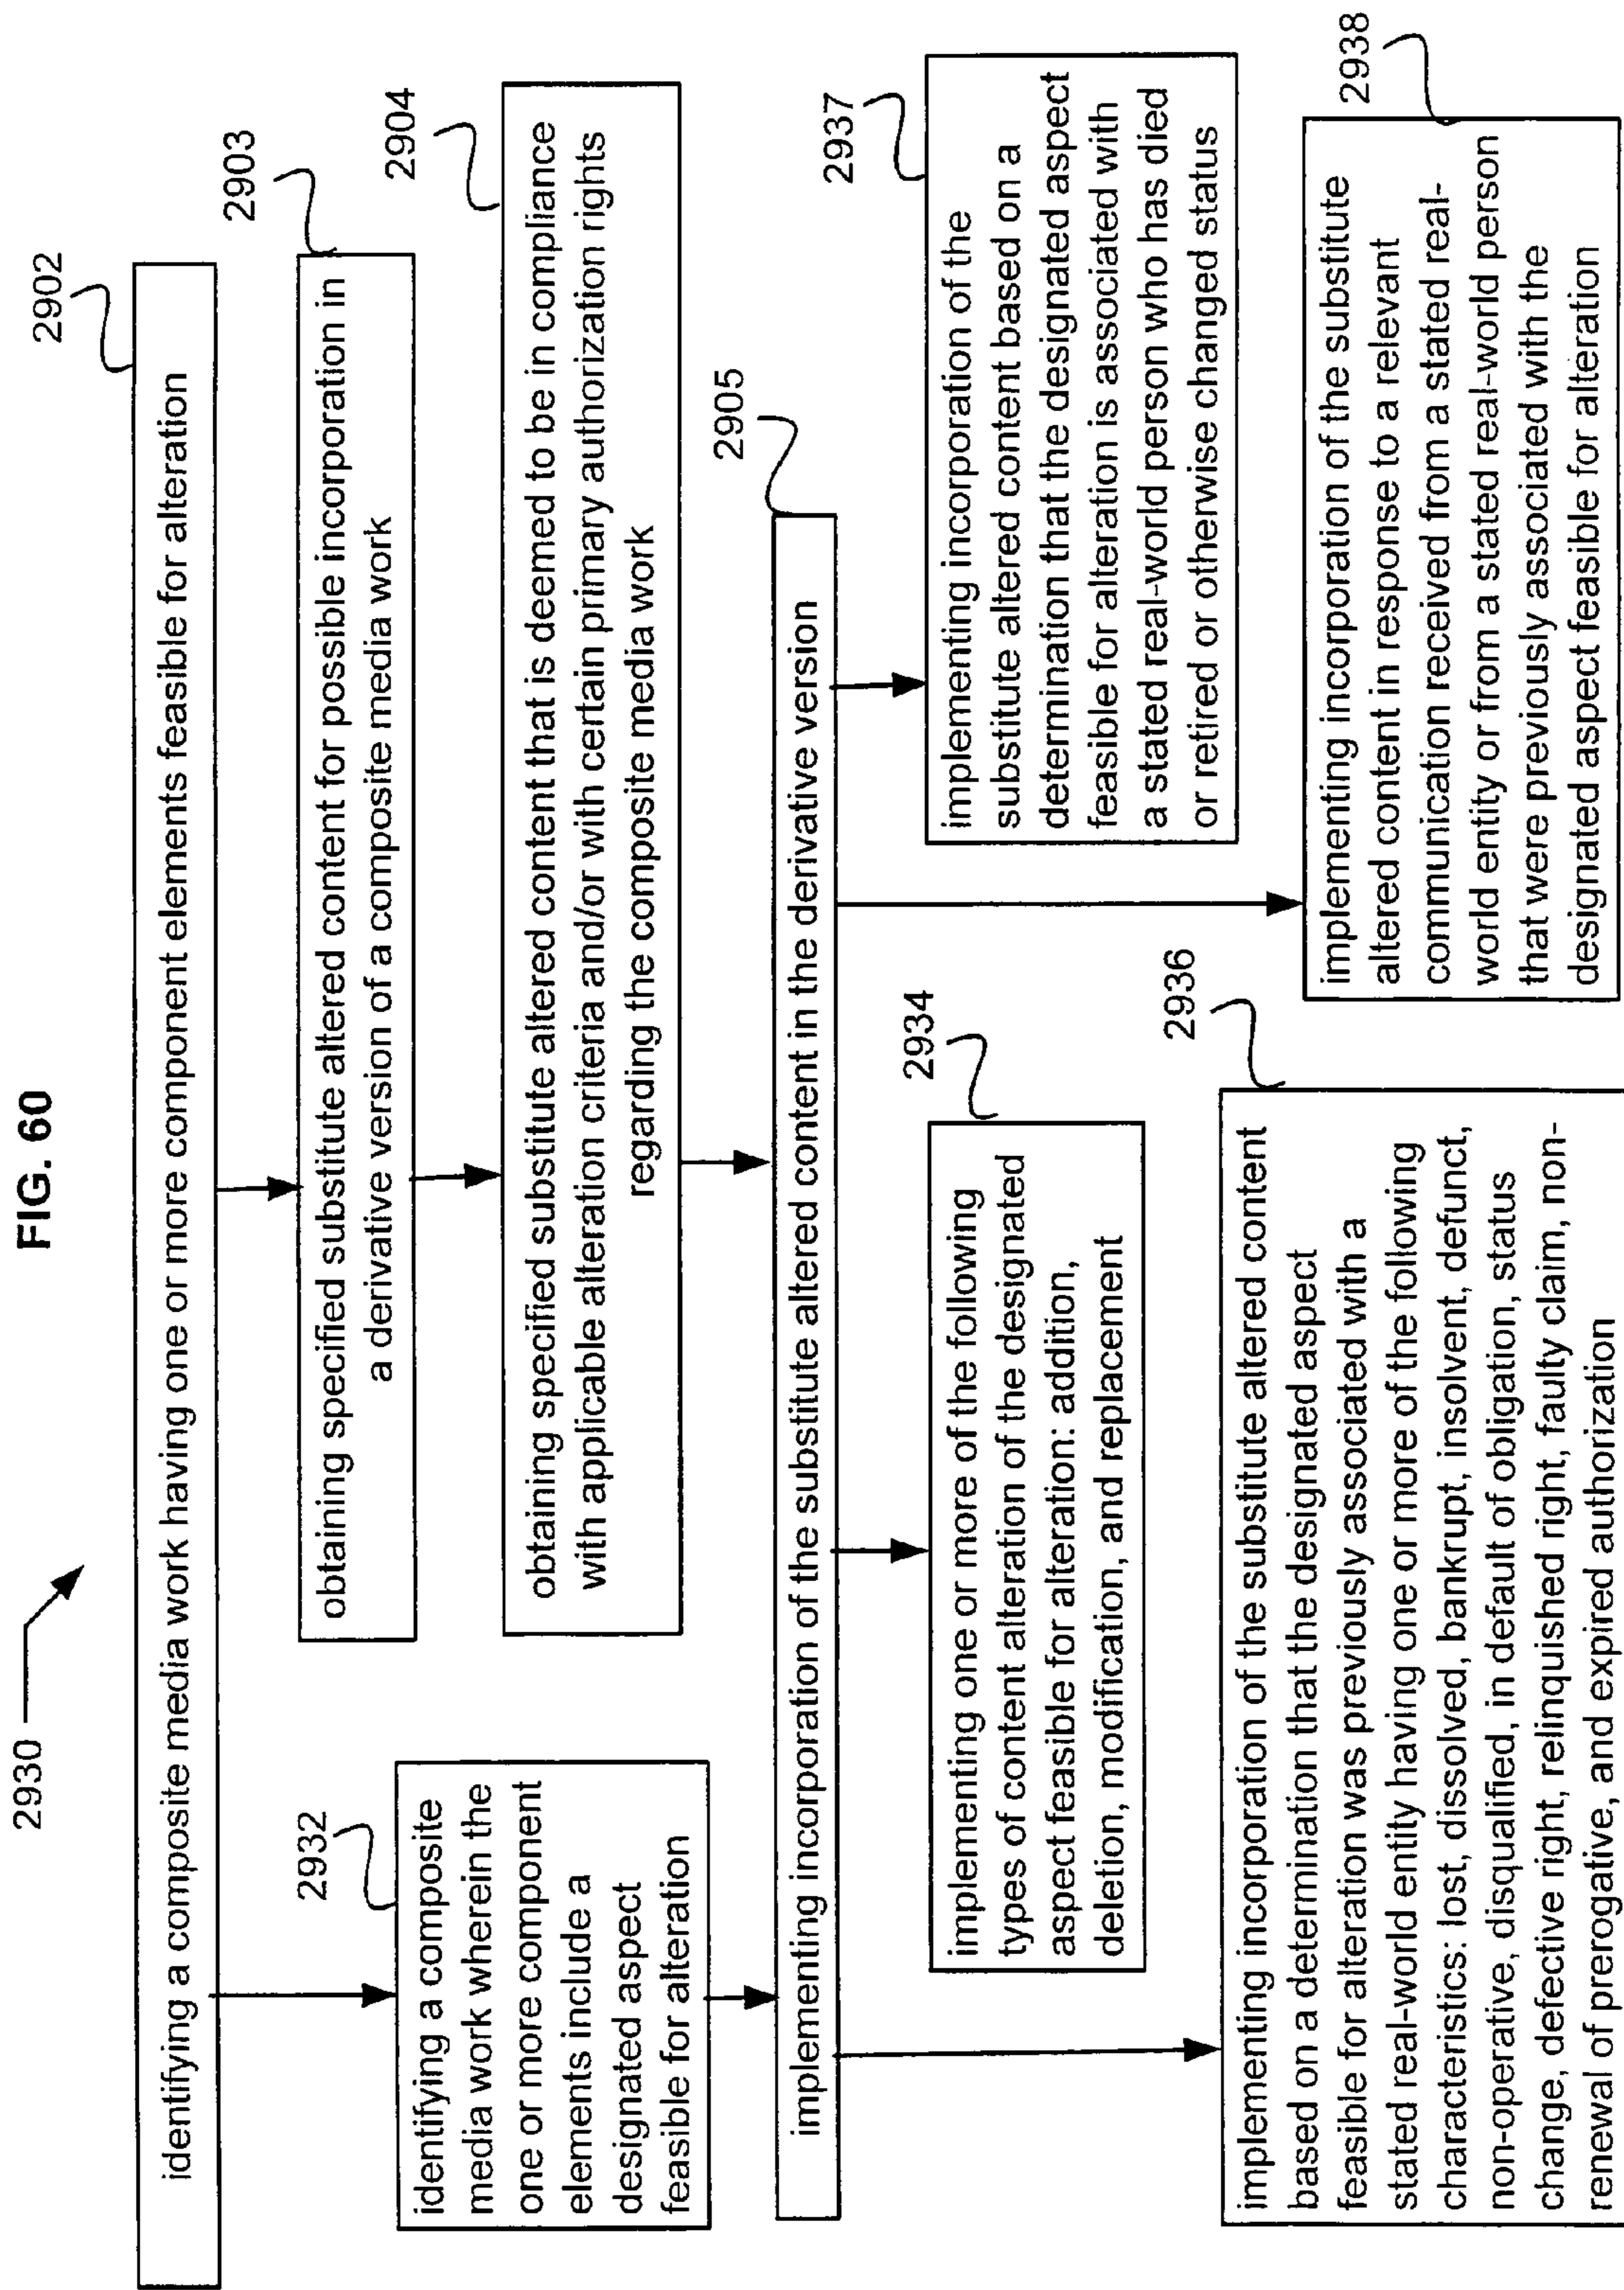 FIG. 60
2930
2902
identifying a composite media work having one or more component elements feasible for alteration
2903
obtaining specified substitute altered content for possible incorporation in
a derivative version of a composite media work
2904
obtaining specified substitute altered content that is deemed to be in compliance
with applicable alteration criteria and/or with certain primary authorization rights
regarding the composite media work
2932
identifying a composite
media work wherein the
one or more component
elements include a
designated aspect
feasible for alteration
2905
implementing incorporation of the substitute altered content in the derivative version
2934
implementing one or more of the following
types of content alteration of the designated
aspect feasible for alteration: addition,
deletion, modification, and replacement
2937
implementing incorporation of the
substitute altered content based on a
determination that the designated aspect
feasible for alteration is associated with
a stated real-world person who has died
or retired or otherwise changed status
2936
implementing incorporation of the substitute altered content
based on a determination that the designated aspect
feasible for alteration was previously associated with a
stated real-world entity having one or more of the following
characteristics: lost, dissolved, bankrupt, insolvent, defunct,
non-operative, disqualified, in default of obligation, status
change, defective right, relinquished right, faulty claim, non-
renewal of prerogative, and expired authorization
2938
implementing incorporation of the substitute
altered content in response to a relevant
communication received from a stated real-
world entity or from a stated real-world person
that were previously associated with the
designated aspect feasible for alteration